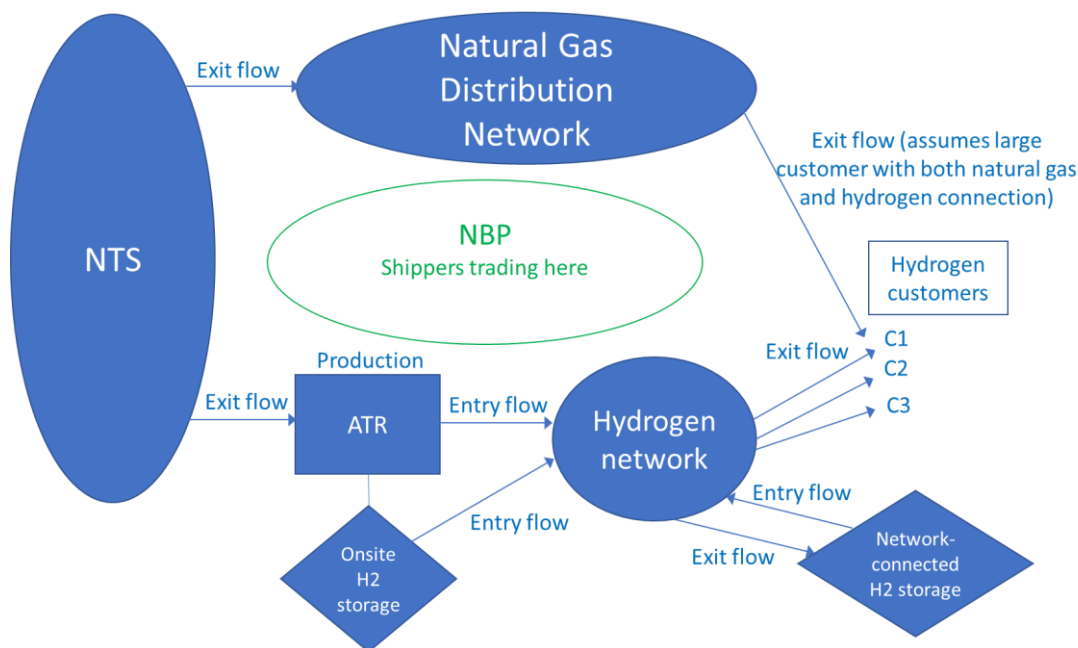 Natural Gas
Distribution
Network
Exit flow
Exit flow (assumes large
customer with both natural gas
and hydrogen connection)
NTS
NBP
Shippers trading here
Hydrogen
customers
C1
C2
C3
Exit flow
Production
Exit flow
ATR
Entry flow
Hydrogen
network
Entry flow
Entry flow
Exit flow
Onsite
H2
storage
Network-
connected
H2 storage